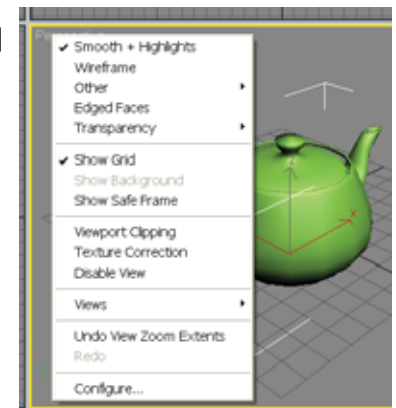 Perspective
Smooth + Highlights
Wireframe
Other
Edged Faces
Transparency
Show Grid
Show Background
Show Safe Frame
Viewport Clipping
Texture Correction
Disable View
Views
Undo View Zoom Extents
Redo
Configure...
x